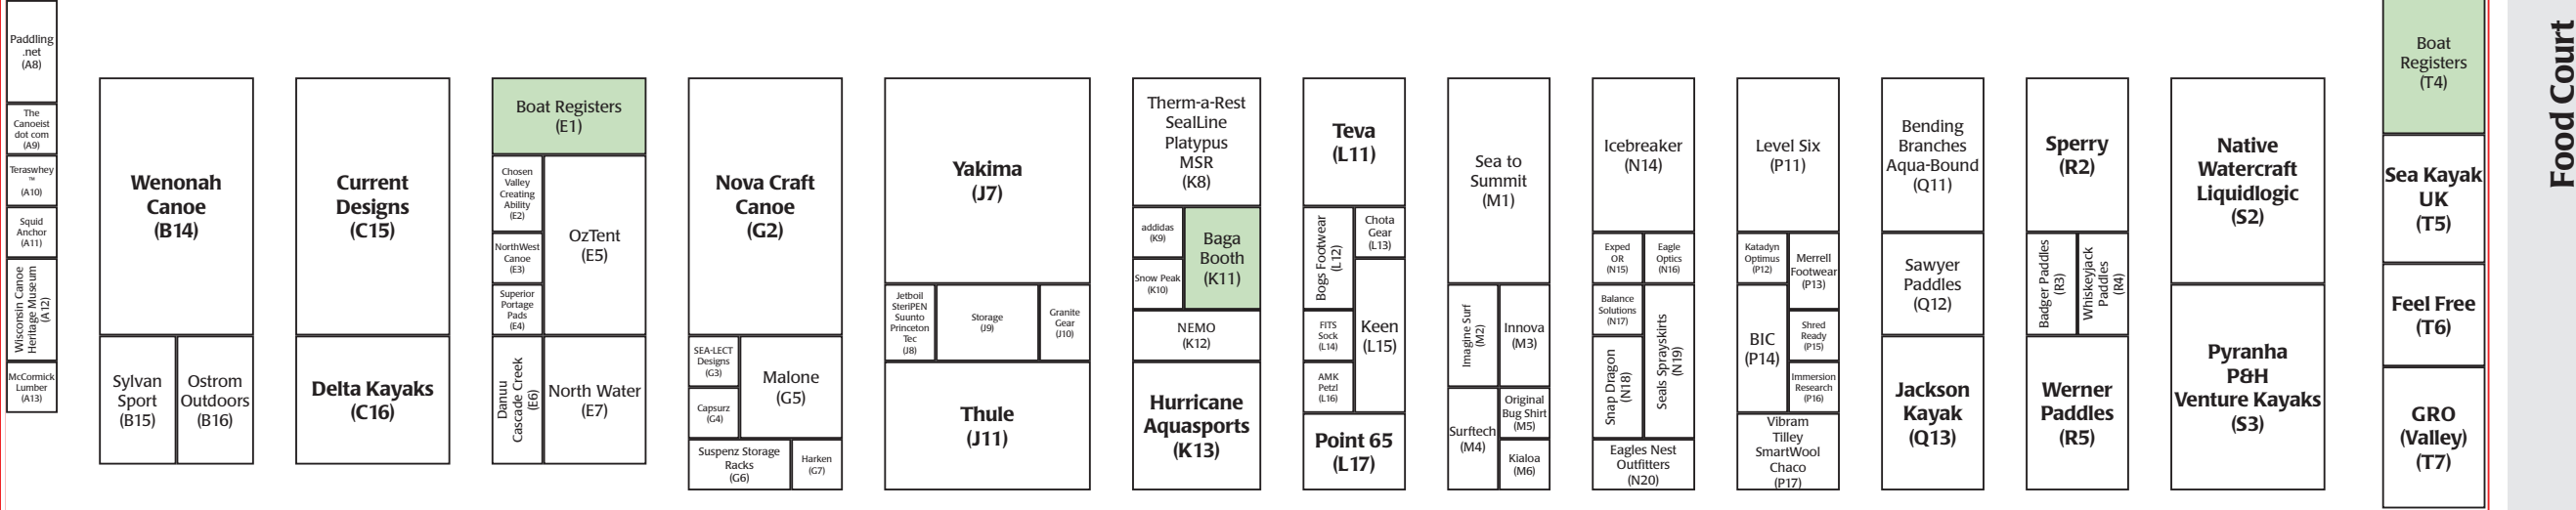 Paddling
.net
(A8)
The
Canoeist
dot com
(A9)
Teraswhey
™
(A10)
Squid
Anchor
(A11)
Wisconsin Canoe
Heritage Museum
(A12)
McCormick
Lumber
(A13)
Wenonah
Canoe
(B14)
Sylvan
Sport
(B15)
Ostrom
Outdoors
(B16)
Current
Designs
(C15)
Delta Kayaks
(C16)
Boat Registers
(E1)
Chosen
Valley
Creating
Ability
(E2)
NorthWest
Canoe
(E3)
Superior
Portage
Pads
(E4)
OzTent
(E5)
Danuu
Cascade Creek
(E6)
North Water
(E7)
Nova Craft
Canoe
(G2)
SEA-LECT
Designs
(G3)
Capsurz
(G4)
Malone
(G5)
Suspenz Storage
Racks
(G6)
Harken
(G7)
Yakima
(J7)
Jetboil
SteriPEN
Suunto
Princeton
Tec
(J8)
Storage
(J9)
Granite
Gear
(J10)
Thule
(J11)
Therm-a-Rest
SealLine
Platypus
MSR
(K8)
addidas
(K9)
Snow Peak
(K10)
Baga
Booth
(K11)
NEMO
(K12)
Hurricane
Aquasports
(K13)
Teva
(L11)
Bogs Footwear
(L12)
Chota
Gear
(L13)
FITS
Sock
(L14)
Keen
(L15)
AMK
Petzl
(L16)
Point 65
(L17)
Sea to
Summit
(M1)
Imagine Surf
(M2)
Innova
(M3)
Surftech
(M4)
Original
Bug Shirt
(M5)
Kialoa
(M6)
Icebreaker
(N14)
Exped
OR
(N15)
Eagle
Optics
(N16)
Balance
Solutions
(N17)
Snap Dragon
(N18)
Seals Sprayskirts
(N19)
Eagles Nest
Outfitters
(N20)
Level Six
(P11)
Katadyn
Optimus
(P12)
Merrell
Footwear
(P13)
BIC
(P14)
Shred
Ready
(P15)
Immersion
Research
(P16)
Vibram
Tilley
SmartWool
Chaco
(P17)
Bending
Branches
Aqua-Bound
(Q11)
Sawyer
Paddles
(Q12)
Jackson
Kayak
(Q13)
Sperry
(R2)
Badger Paddles
(R3)
Whiskeyjack
Paddles
(R4)
Werner
Paddles
(R5)
Native
Watercraft
Liquidlogic
(S2)
Pyranha
P&H
Venture Kayaks
(S3)
Boat
Registers
(T4)
Sea Kayak
UK
(T5)
Feel Free
(T6)
GRO
(Valley)
(T7)
Food Court